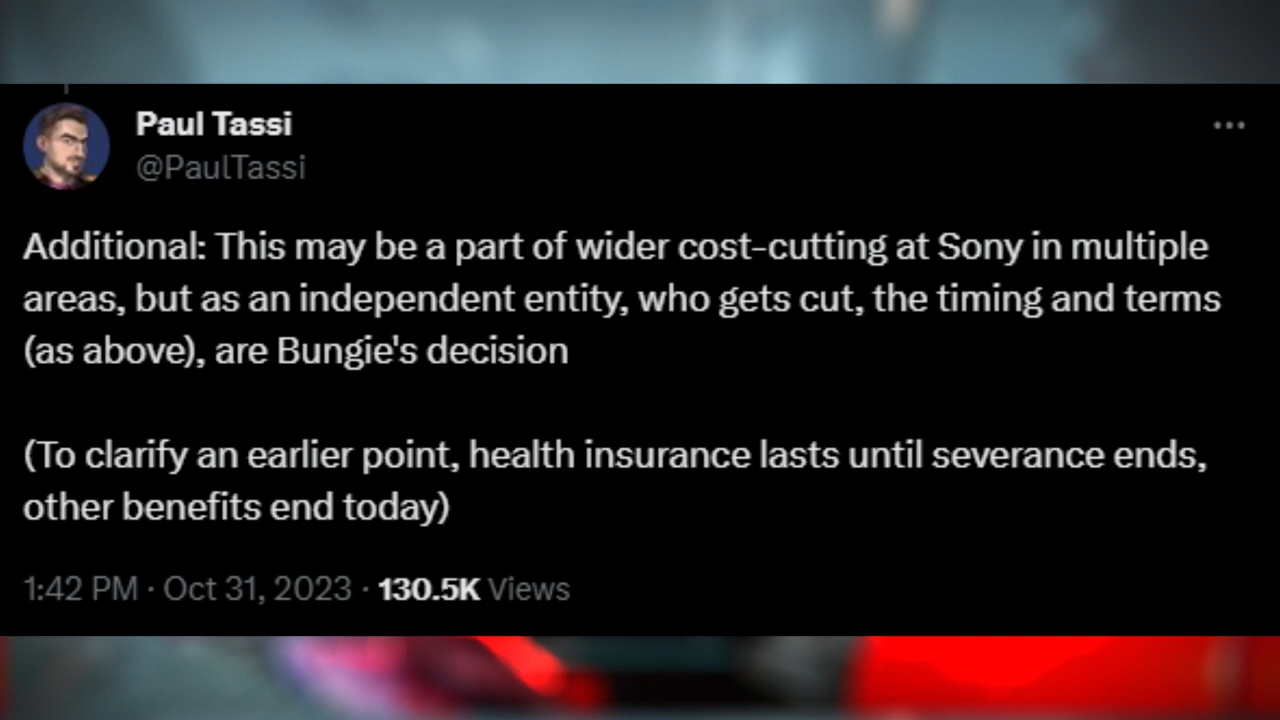 Paul Tassi
@PaulTassi
Additional: This may be a part of wider cost-cutting at Sony in multiple
areas, but as an independent entity, who gets cut, the timing and terms
(as above), are Bungie's decision
(To clarify an earlier point, health insurance lasts until severance ends,
other benefits end today)
1:42 PM · Oct 31, 2023 · 130.5K Views